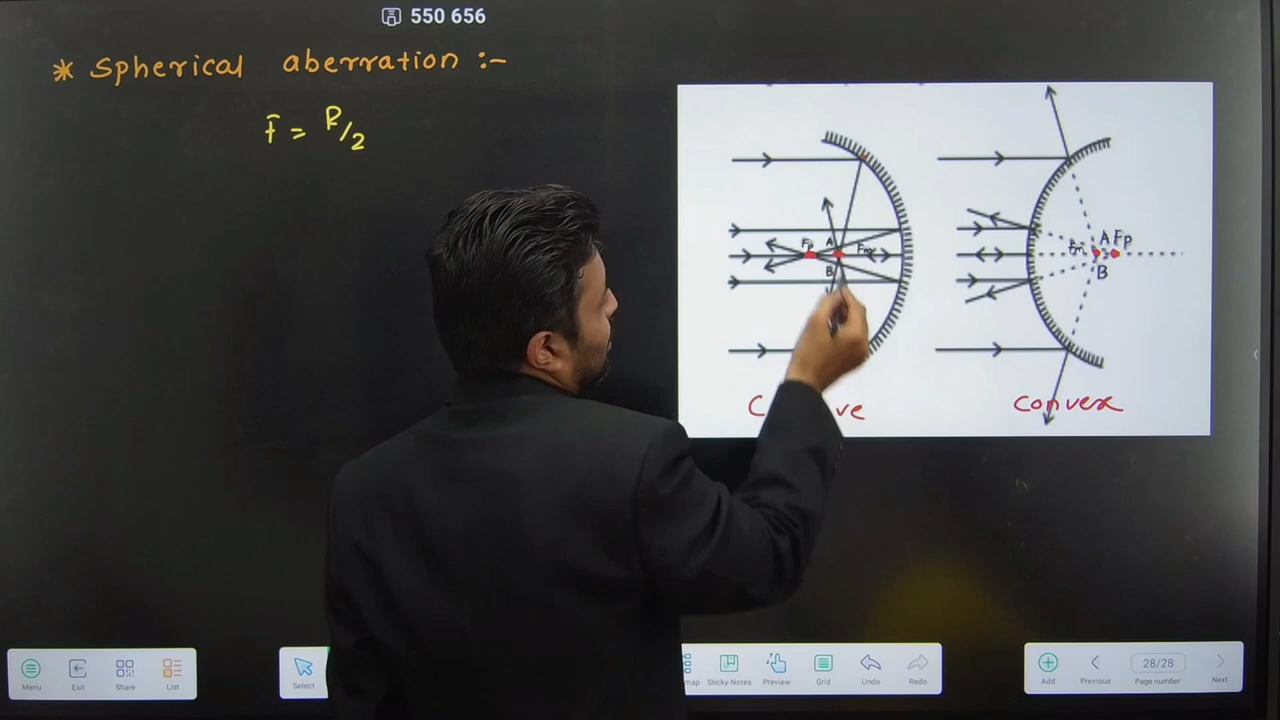 550 656
* Spherical aberration :-
F = R/2
Fp A Fm
B
Fm A Fp
B
convex
Menu Exit Share List
Select
Sticky-Notes Preview Grid Undo Redo
Add Previous 28/28 Page number Next